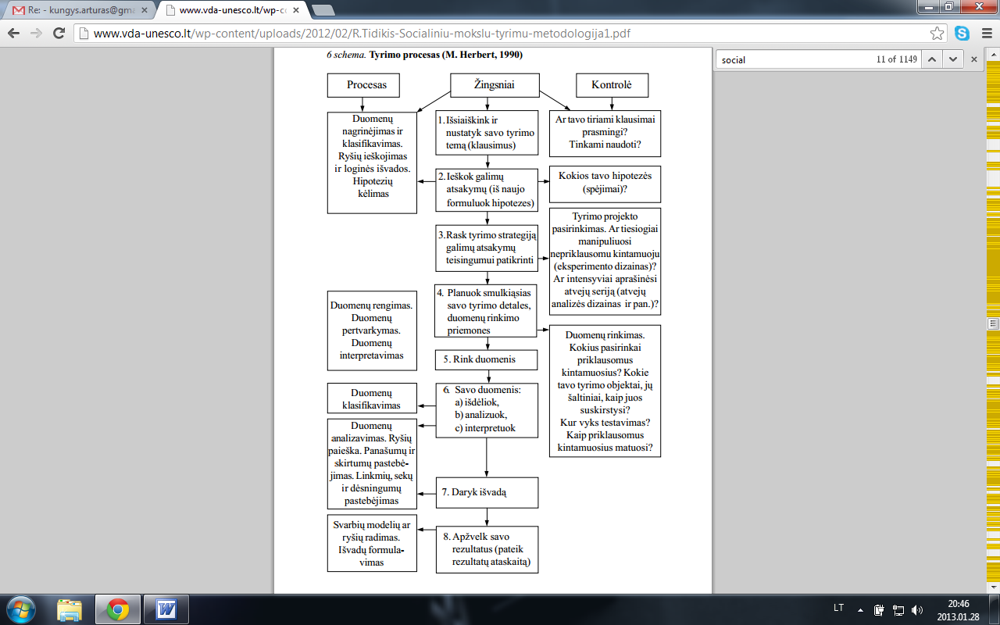 Re: - kungys.arturas@gma
www.vda-unesco.lt/wp-c
www.vda-unesco.lt/wp-content/uploads/2012/02/R.Tidikis-Socialiniu-mokslu-tyrimu-metodologija1.pdf
social
11 of 1149
6 schema. Tyrimo procesas (M. Herbert, 1990)
Procesas
Žingsniai
Kontrolė
Duomenų
nagrinėjimas ir
klasifikavimas.
Ryšių ieškojimas
ir loginės išvados.
Hipotezių
kėlimas
1. Išsiaiškink ir
nustatyk savo tyrimo
temą (klausimus)
Ar tavo tiriami klausimai
prasmingi?
Tinkami naudoti?
2. Ieškok galimų
atsakymų (iš naujo
formuluok hipotezes)
Kokios tavo hipotezės
(spėjimai)?
3. Rask tyrimo strategiją
galimų atsakymų
teisingumui patikrinti
Tyrimo projekto
pasirinkimas. Ar tiesiogiai
manipuliuosi
nepriklausomu kintamuoju
(eksperimento dizainas)?
Ar intensyviai aprašinėsi
atvejų seriją (atvejų
analizės dizainas ir pan.)?
4. Planuok smulkiąsias
savo tyrimo detales,
duomenų rinkimo
priemones
Duomenų rengimas.
Duomenų
pertvarkymas.
Duomenų
interpretavimas
Duomenų rinkimas.
Kokius pasirinkai
priklausomus
kintamuosius? Kokie
tavo tyrimo objektai, jų
šaltiniai, kaip juos
suskirstysi?
Kur vyks testavimas?
Kaip priklausomus
kintamuosius matuosi?
5. Rink duomenis
6. Savo duomenis:
a) išdėliok,
b) analizuok,
c) interpretuok
Duomenų
klasifikavimas
Duomenų
analizavimas. Ryšių
paieška. Panašumų ir
skirtumų pastebė-
jimas. Linkmių, sekų
ir dėsningumų
pastebėjimas
7. Daryk išvadą
Svarbių modelių ar
ryšių radimas.
Išvadų formula-
vimas
8. Apžvelk savo
rezultatus (pateik
rezultatų ataskaitą)
LT
20:46
2013.01.28